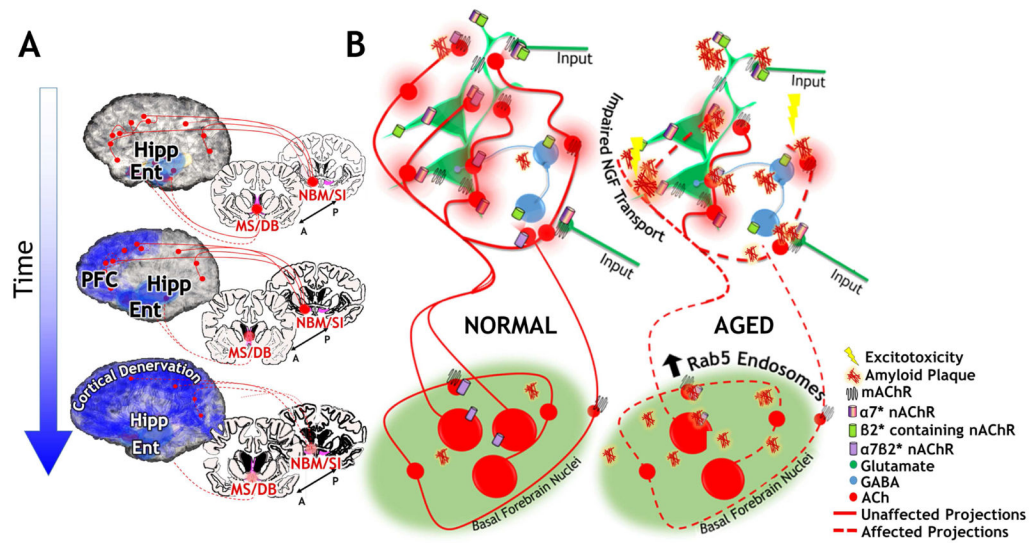 A
Time
Hipp
Ent
NBM/SI
MS/DB
A
P
PFC
Hipp
Ent
NBM/SI
MS/DB
A
P
Cortical Denervation
Hipp
Ent
NBM/SI
MS/DB
A
P
B
Input
Input
NORMAL
Basal Forebrain Nuclei
Input
Impaired NGF Transport
Input
AGED
Rab5 Endosomes
Basal Forebrain Nuclei
Excitotoxicity
Amyloid Plaque
mAChR
α7* nAChR
ß2* containing nAChR
α7B2* nAChR
Glutamate
GABA
ACh
Unaffected Projections
Affected Projections